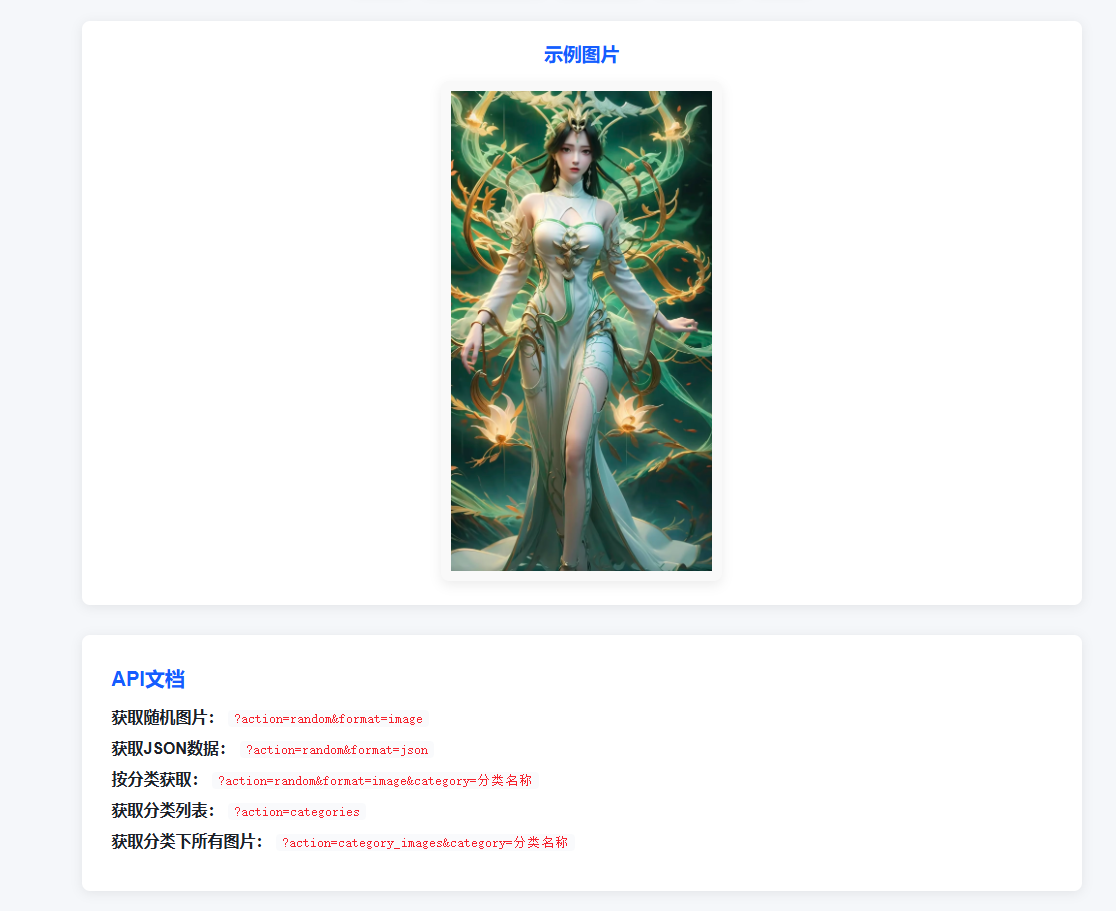 示例图片
API文档
获取随机图片： ?action=random&format=image
获取JSON数据： ?action=random&format=json
按分类获取： ?action=random&format=image&category=分类名称
获取分类列表： ?action=categories
获取分类下所有图片： ?action=category_images&category=分类名称